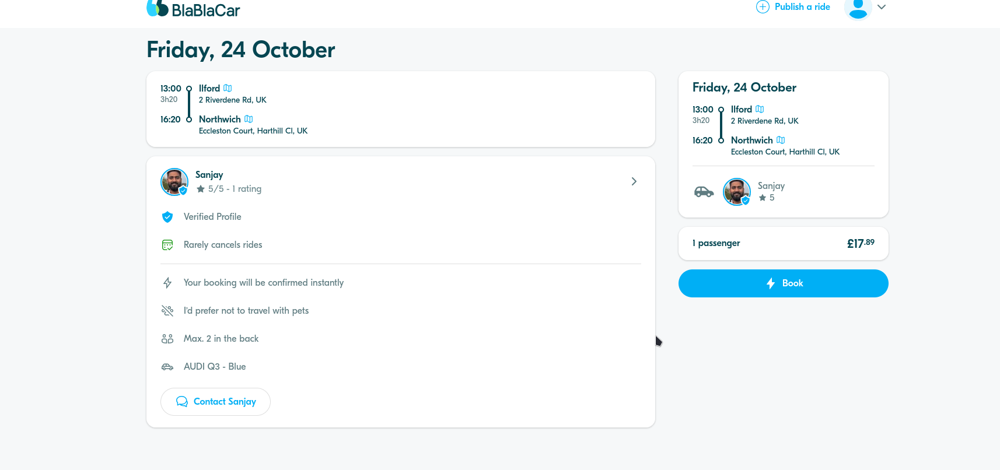 BlaBlaCar
Publish a ride
Friday, 24 October
13:00 Ilford
3h20 2 Riverdene Rd, UK
16:20 Northwich
Eccleston Court, Harthill Cl, UK
Sanjay
5/5 - 1 rating
Verified Profile
Rarely cancels rides
Your booking will be confirmed instantly
I'd prefer not to travel with pets
Max. 2 in the back
AUDI Q3 - Blue
Contact Sanjay
Friday, 24 October
13:00 Ilford
3h20 2 Riverdene Rd, UK
16:20 Northwich
Eccleston Court, Harthill Cl, UK
Sanjay
5
1 passenger £17.89
Book